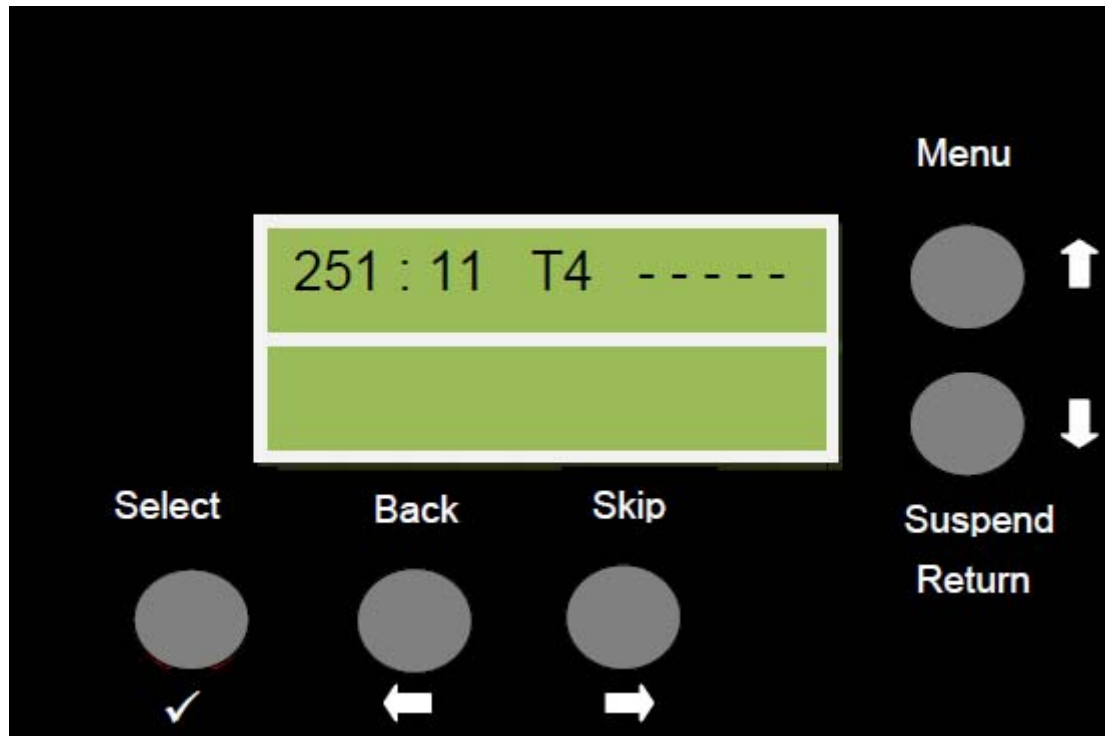 Menu
251 : 11 T4 - - - - -
Select Back Skip
Suspend
Return